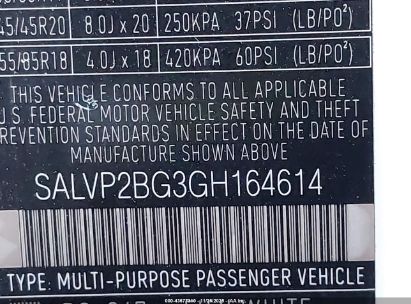 45/45R20 8.0J x 20 250KPA 37PSI (LB/PO²)
55/85R18 4.0J x 18 420KPA 60PSI (LB/PO²)
THIS VEHICLE CONFORMS TO ALL APPLICABLE
U.S. FEDERAL MOTOR VEHICLE SAFETY AND THEFT
PREVENTION STANDARDS IN EFFECT ON THE DATE OF
MANUFACTURE SHOWN ABOVE
SALVP2BG3GH164614
TYPE: MULTI-PURPOSE PASSENGER VEHICLE
WHITE